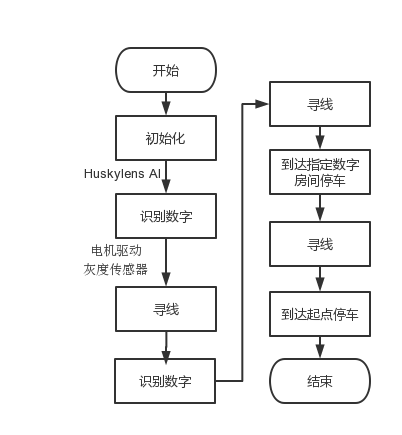 开始
初始化
Huskylens AI
识别数字
电机驱动
灰度传感器
寻线
识别数字
寻线
到达指定数字
房间停车
寻线
到达起点停车
结束